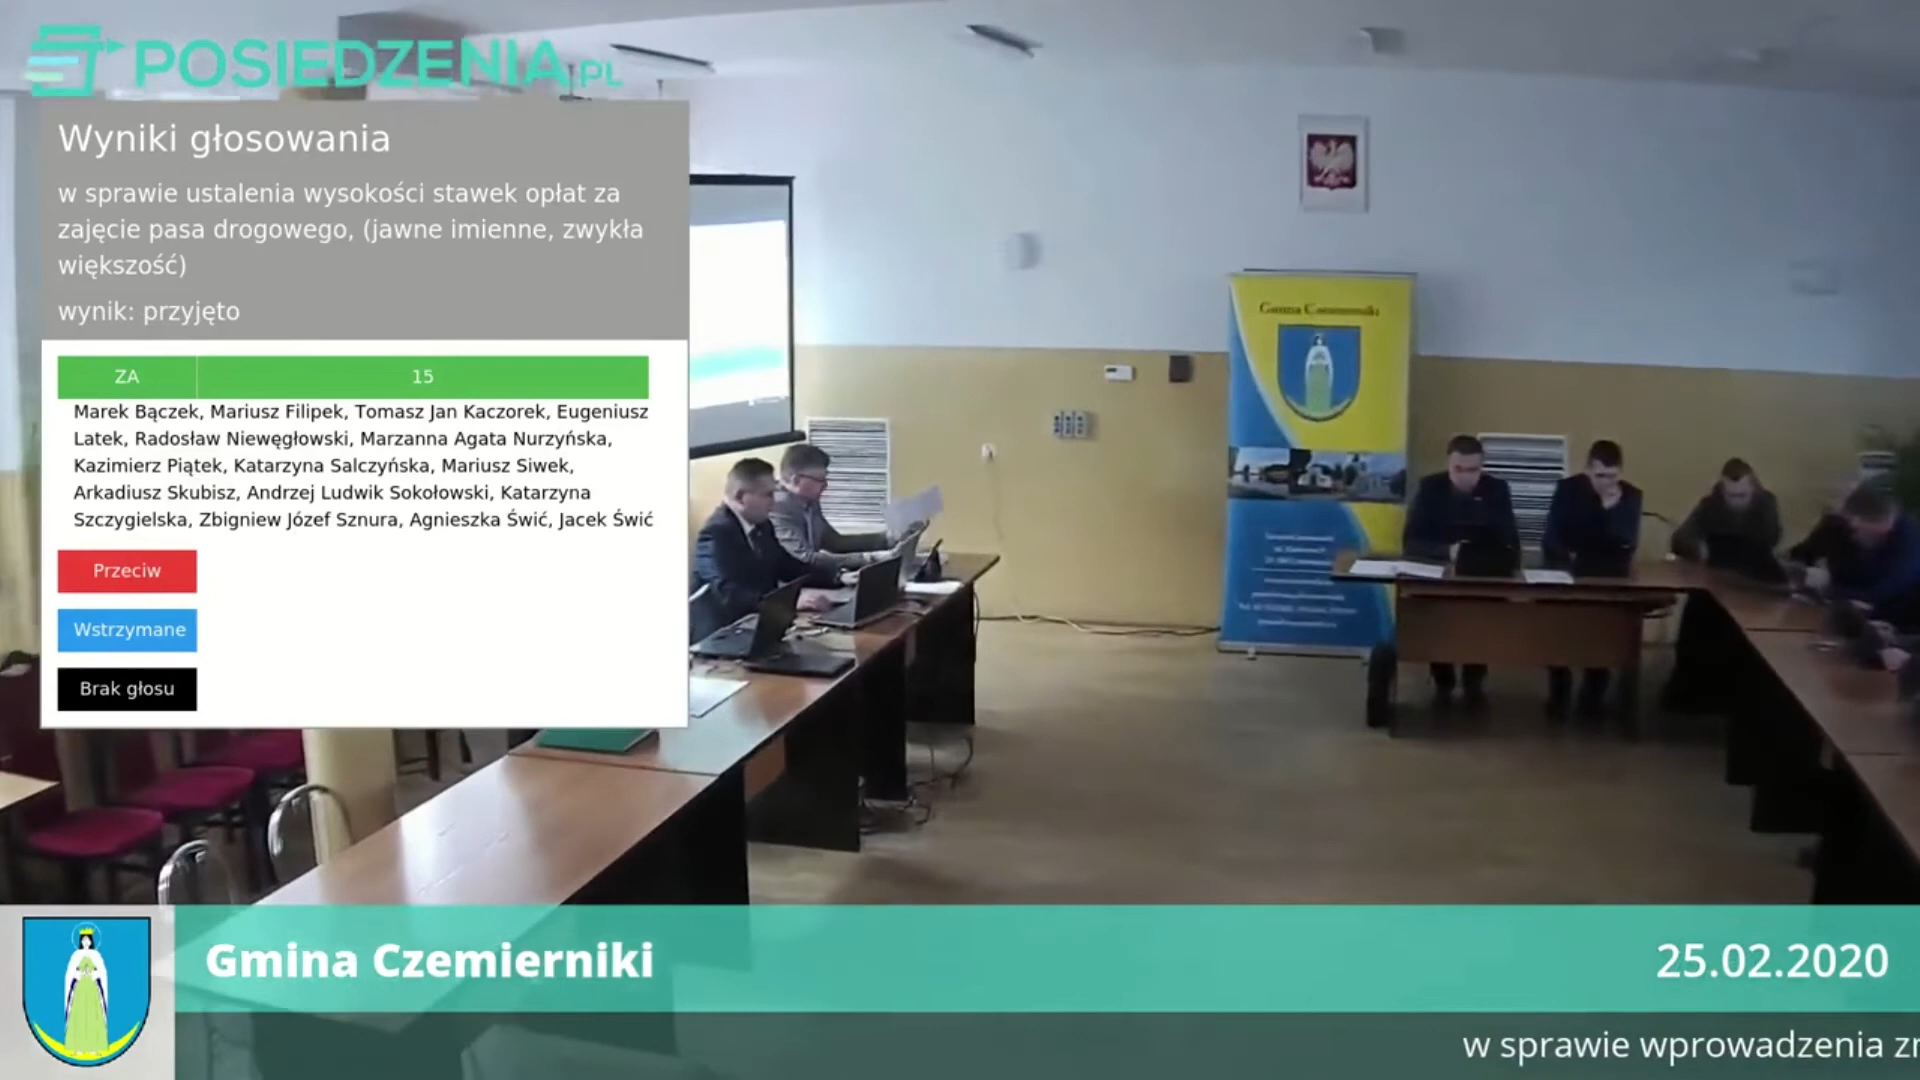 POSIEDZENIA.PL
Wyniki głosowania
w sprawie ustalenia wysokości stawek opłat za
zajęcie pasa drogowego, (jawne imienne, zwykła
większość)
wynik: przyjęto
ZA 15
Marek Bączek, Mariusz Filipek, Tomasz Jan Kaczorek, Eugeniusz
Latek, Radosław Niewęgłowski, Marzanna Agata Nurzyńska,
Kazimierz Piątek, Katarzyna Salczyńska, Mariusz Siwek,
Arkadiusz Skubisz, Andrzej Ludwik Sokołowski, Katarzyna
Szczygielska, Zbigniew Józef Sznura, Agnieszka Świć, Jacek Świć
Przeciw
Wstrzymane
Brak głosu
Gmina Czemierniki
Gmina Czemierniki
25.02.2020
w sprawie wprowadzenia zr